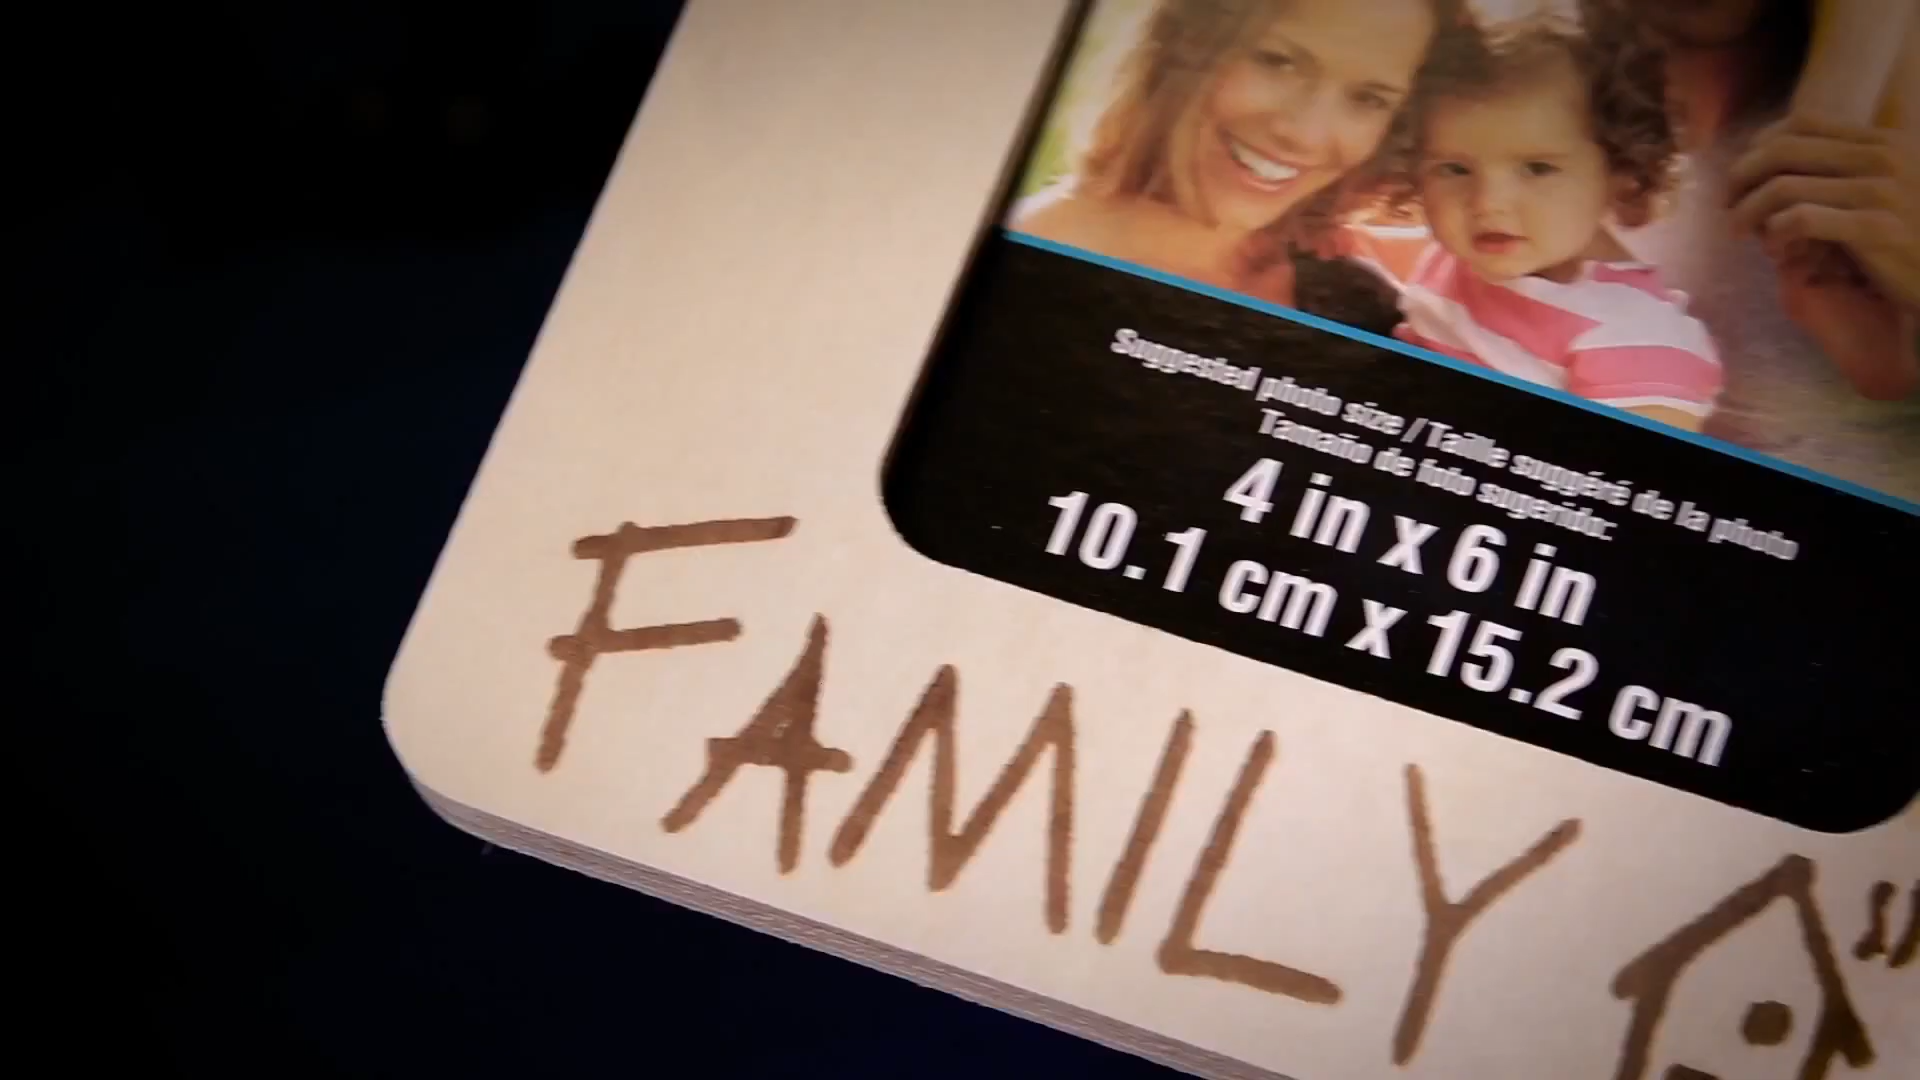 Suggested photo size / Taille suggéré de la photo
Tamaño de foto sugerido:
4 in x 6 in
10.1 cm x 15.2 cm
FAMILY